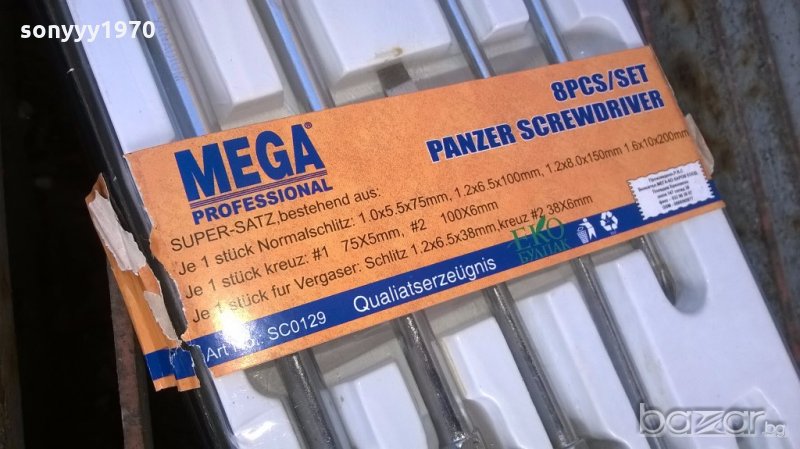 sonyyy1970
8PCS/SET
PANZER SCREWDRIVER
MEGA®
PROFESSIONAL
SUPER-SATZ,bestehend aus:
Je 1 stück Normalschlitz: 1.0x5.5x75mm, 1.2x6.5x100mm, 1.2x8.0x150mm 1.6x10x200mm
Je 1 stück kreuz: #1 75X5mm, #2 100X6mm
Je 1 stück fur Vergaser: Schlitz 1.2x6.5x38mm,kreuz #2 38X6mm
ЕКО
БУЛПАК
Art No. SC0129 Qualiatserzeügnis
bazar.bg